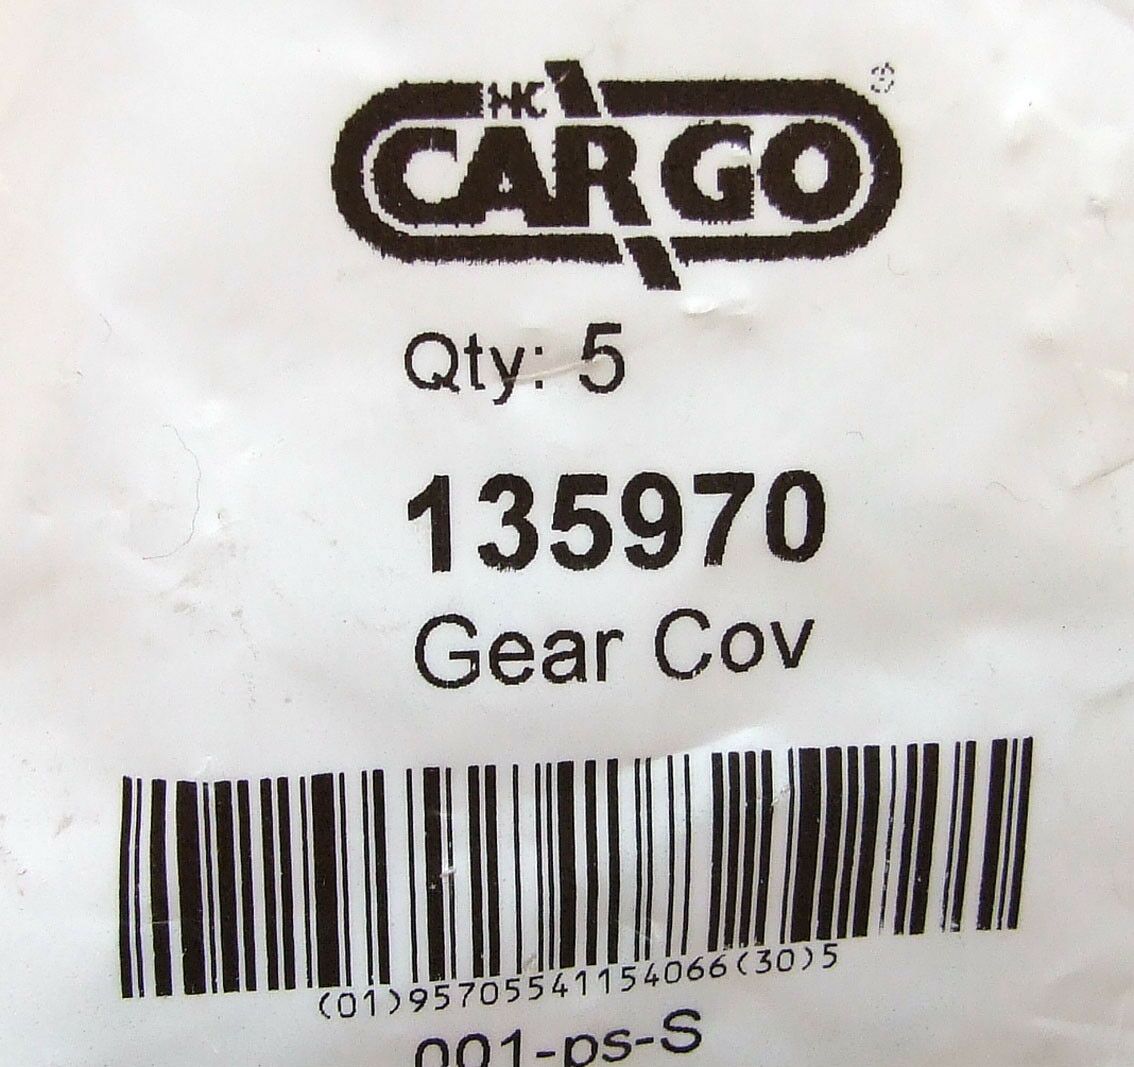 HC
CARGO®
Qty: 5
135970
Gear Cov
(01)95705541154066(30)5
001-ps-S